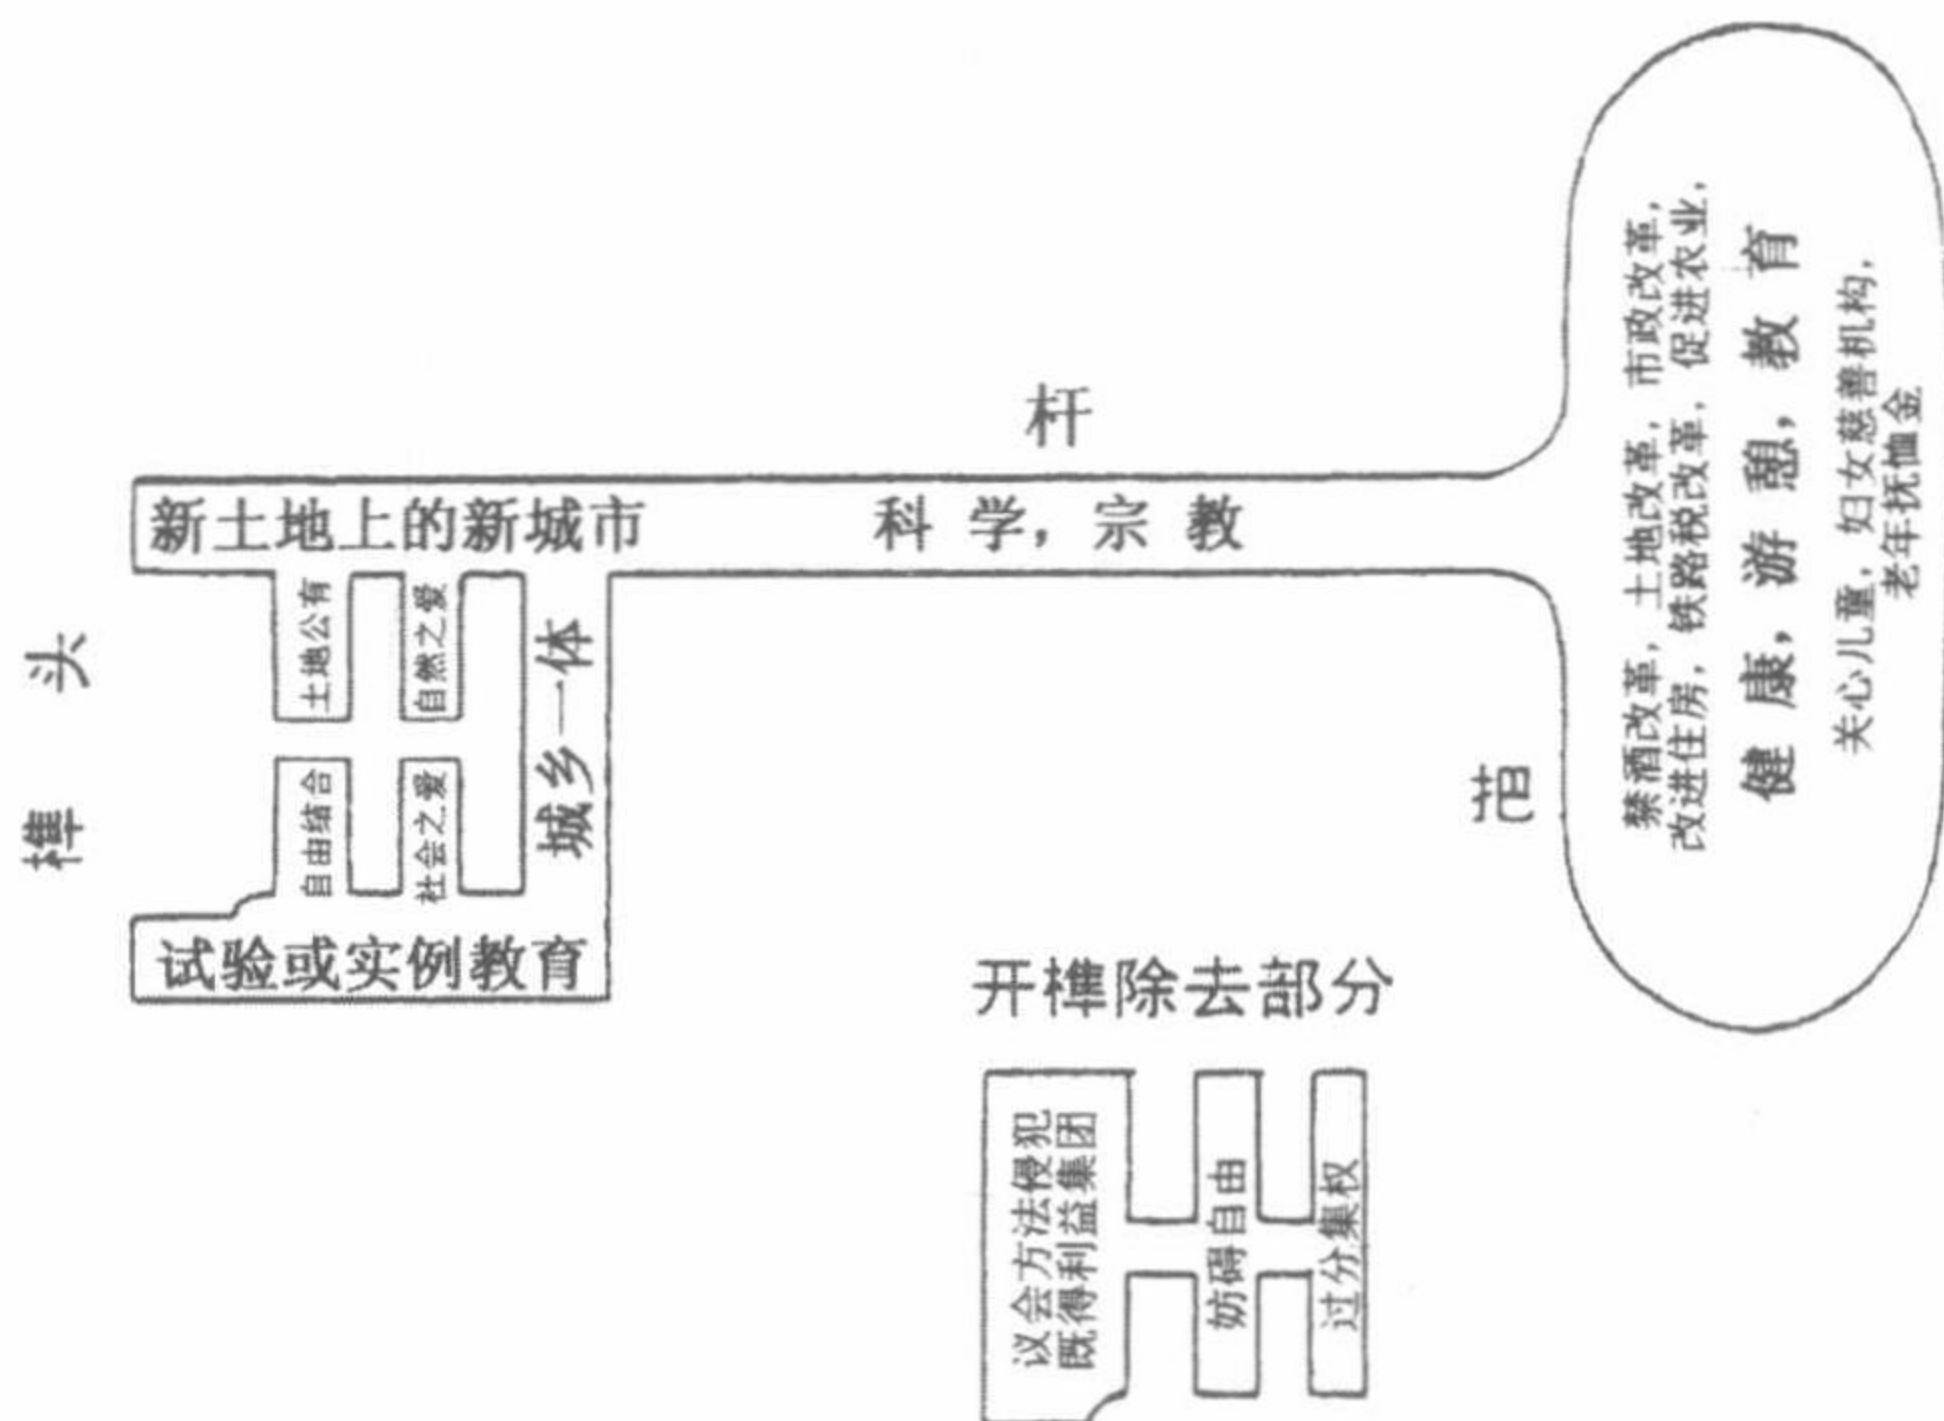 榫 头
新土地上的新城市
科 学，宗 教
杆
土地公有
自然之爱
自由结合
社会之爱
城乡一体
试验或实例教育
把
禁酒改革，土地改革，市政改革，
改进住房，铁路税改革，促进农业，
健 康，游 憩，教 育
关心儿童，妇女慈善机构，
老年抚恤金
开榫除去部分
议会方法侵犯
既得利益集团
妨碍自由
过分集权